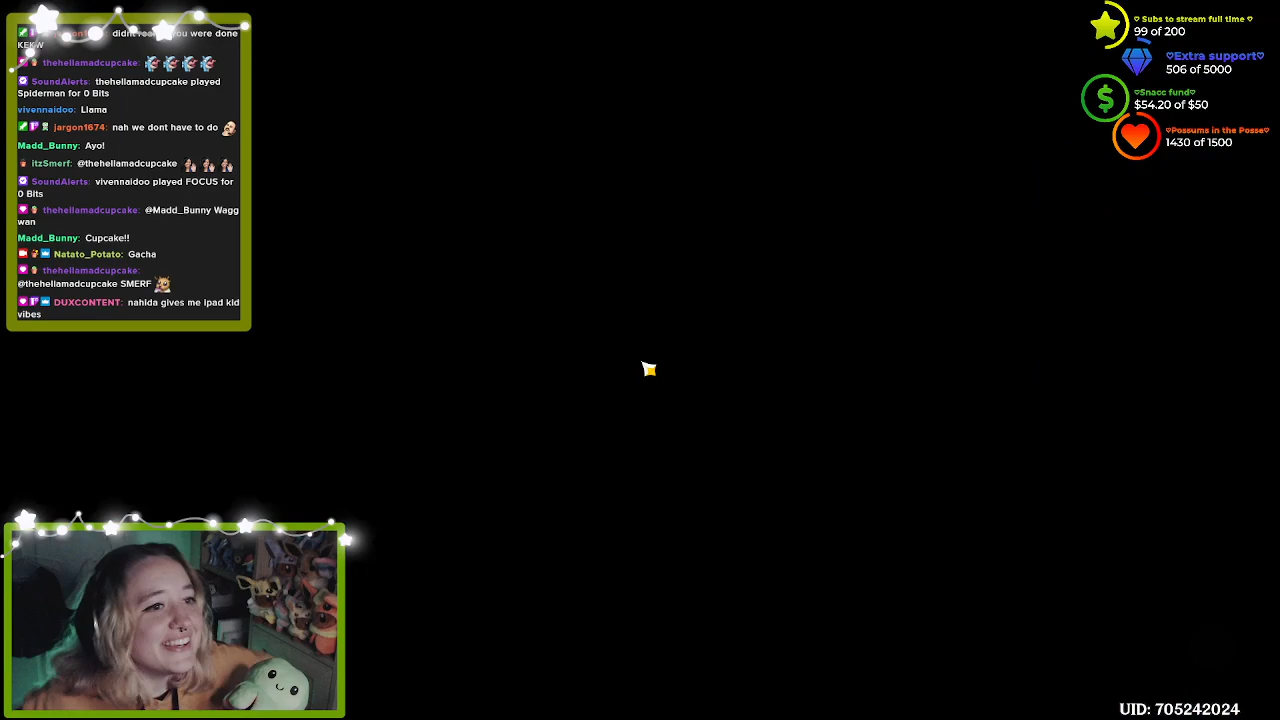 didnt you were done
KEKW
thehellamadcupcake:
SoundAlerts: thehellamadcupcake played
Spiderman for 0 Bits
vivennaidoo: Llama
jargon1674: nah we dont have to do
Madd_Bunny: Ayo!
itzSmerf: @thehellamadcupcake
SoundAlerts: vivennaidoo played FOCUS for
0 Bits
thehellamadcupcake: @Madd_Bunny Wagg
wan
Madd_Bunny: Cupcake!!
Natato_Potato: Gacha
thehellamadcupcake:
@thehellamadcupcake SMERF
DUXCONTENT: nahida gives me ipad kid
vibes
♡ Subs to stream full time ♡
99 of 200
♡Extra support♡
506 of 5000
♡Snacc fund♡
$54.20 of $50
♡Possums in the Posse♡
1430 of 1500
UID: 705242024